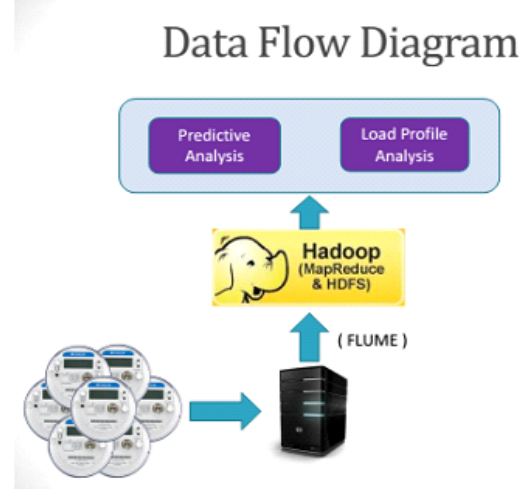 Data Flow Diagram
Predictive
Analysis
Load Profile
Analysis
Hadoop
(MapReduce
& HDFS)
( FLUME )